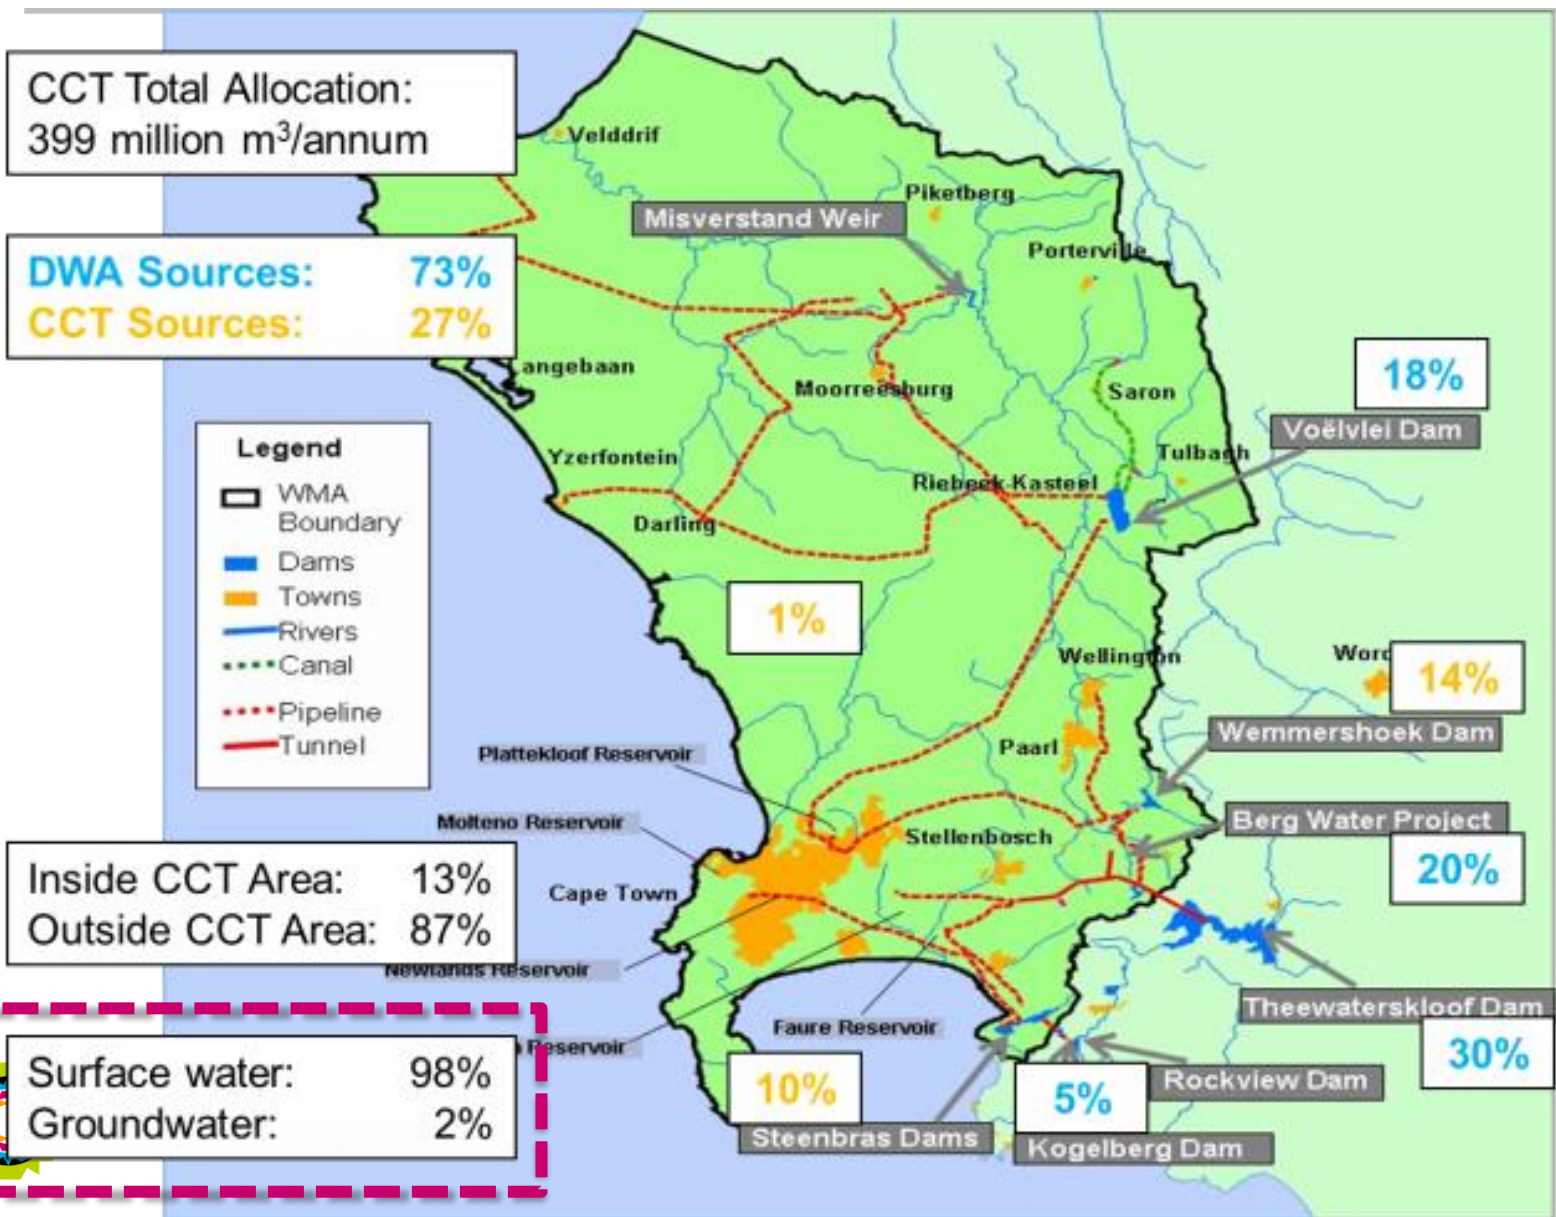 CCT Total Allocation:
399 million m³/annum
DWA Sources: 73%
CCT Sources: 27%
Velddrif
Piketberg
Misverstand Weir
Porterville
angebaan
Moorreesburg
Saron
18%
Voëlvlei Dam
Tulbagh
Riebeek-Kasteel
Yzerfontein
Darling
Legend
WMA
Boundary
Dams
Towns
Rivers
Canal
Pipeline
Tunnel
1%
Wellington
Worc
14%
Wemmershoek Dam
Paarl
Plattekloof Reservoir
Molteno Reservoir
Stellenbosch
Berg Water Project
20%
Cape Town
Inside CCT Area: 13%
Outside CCT Area: 87%
Newlands Reservoir
Theewaterskloof Dam
30%
Faure Reservoir
Reservoir
Surface water: 98%
Groundwater: 2%
10%
Steenbras Dams
5%
Kogelberg Dam
Rockview Dam